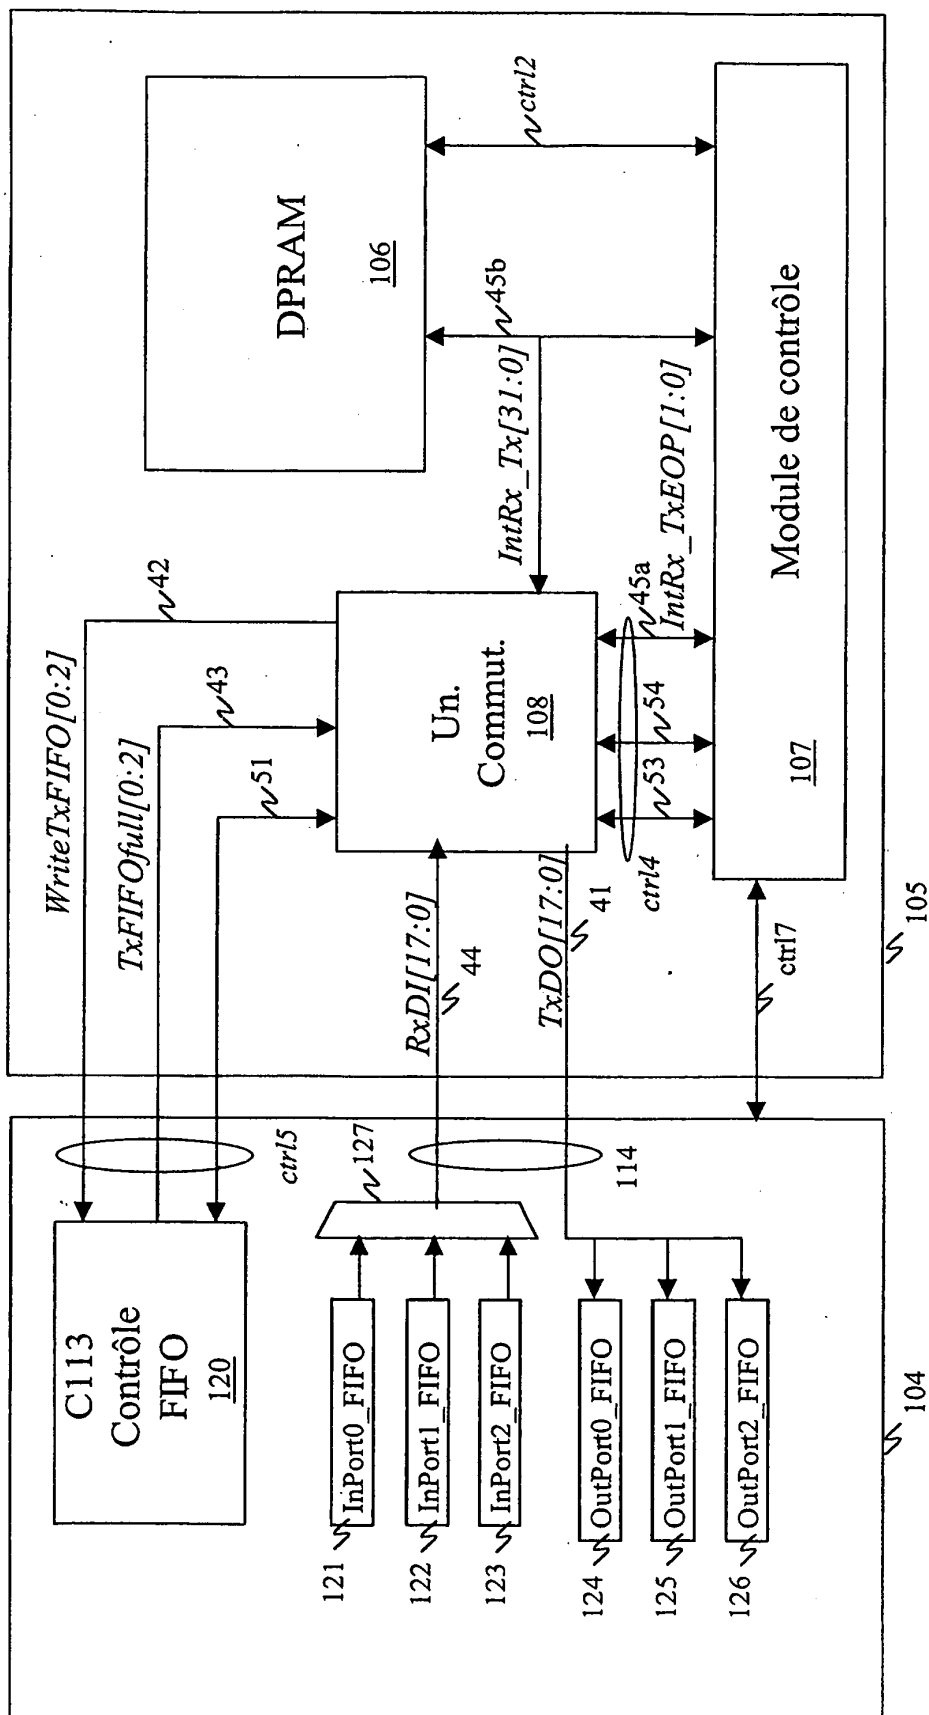 C113
Contrôle
FIFO
120
WriteTxFIFO[0:2]
42
TxFIFOfull[0:2]
43
51
ctrl5
127
InPort0_FIFO
121
InPort1_FIFO
122
InPort2_FIFO
123
OutPort0_FIFO
124
OutPort1_FIFO
125
OutPort2_FIFO
126
114
RxDI[17:0]
44
TxDO[17:0]
41
104
Un.
Commut.
108
DPRAM
106
IntRx_Tx[31:0]
45b
ctrl2
ctrl4
53
54
45a
IntRx_TxEOP[1:0]
Module de contrôle
107
ctrl7
105